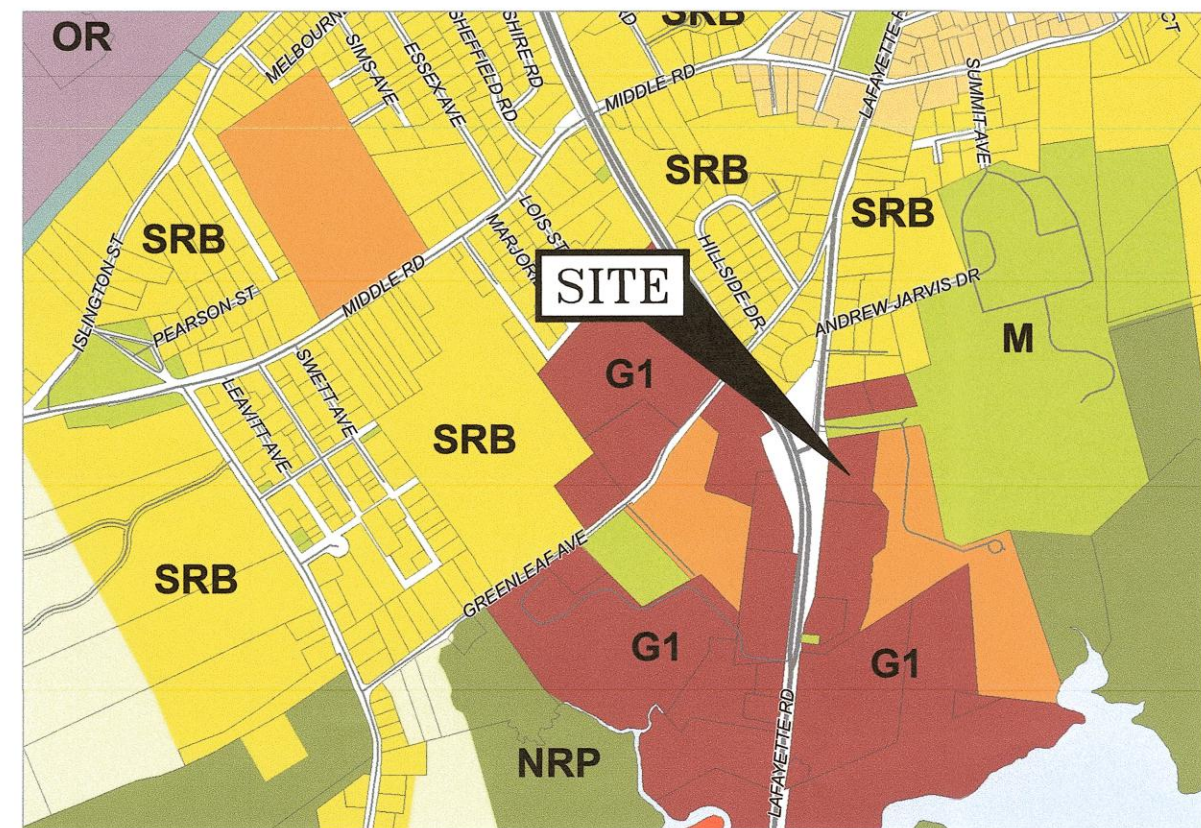 OR
SRB
MELBOURN
SIMS AVE
ESSEX AVE
SHEFFIELD RD
SHIRE RD
RD
MIDDLE RD
LAFAYETTE R
CT
SUMMIT AVE
SRB
SRB
SRB
ISLINGTON ST
PEARSON ST
MIDDLE RD
LOIS ST
MARJOR
HILLSIDE DR
ANDREW JARVIS DR
SITE
M
G1
LEAVITT AVE
SWETT AVE
SRB
SRB
GREENLEAF AVE
G1
G1
NRP
LAFAYETTE RD